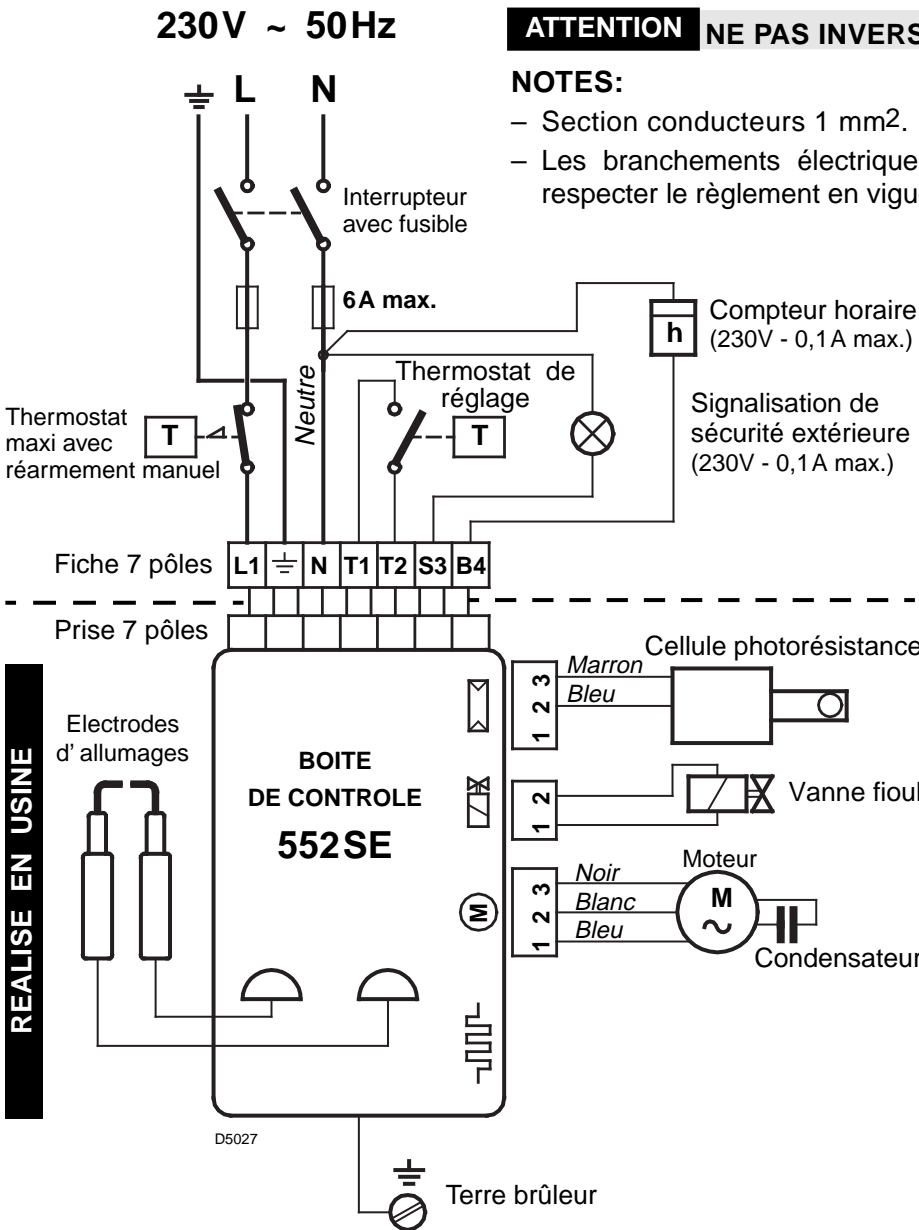 230V ~ 50Hz
ATTENTION NE PAS INVERS
NOTES:
– Section conducteurs 1 mm2.
– Les branchements électrique
respecter le règlement en vigu
L N
Interrupteur
avec fusible
6A max.
Neutre
h
Compteur horaire
(230V - 0,1A max.)
Thermostat de
réglage
T
Thermostat
maxi avec
réarmement manuel
T
Signalisation de
sécurité extérieure
(230V - 0,1A max.)
Fiche 7 pôles
L1 N T1 T2 S3 B4
Prise 7 pôles
REALISE EN USINE
Electrodes
d' allumages
BOITE
DE CONTROLE
552SE
M
3
2
1
Marron
Bleu
Cellule photorésistance
2
1
Vanne fioul
3
2
1
Noir
Blanc
Bleu
Moteur
M
~
Condensateur
D5027
Terre brûleur